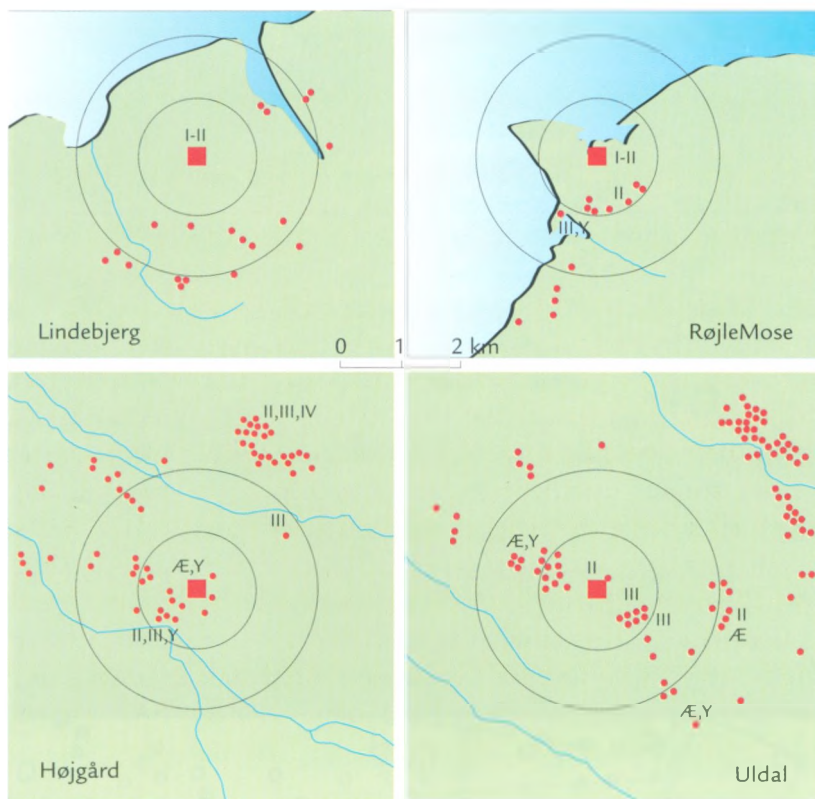 I-II
Lindebjerg
I-II
II
III,Y
RøjleMose
0 1 2 km
II,III,IV
III
Æ,Y
II,III,Y
Højgård
Æ,Y
II
III
III
II
Æ
Æ,Y
Uldal